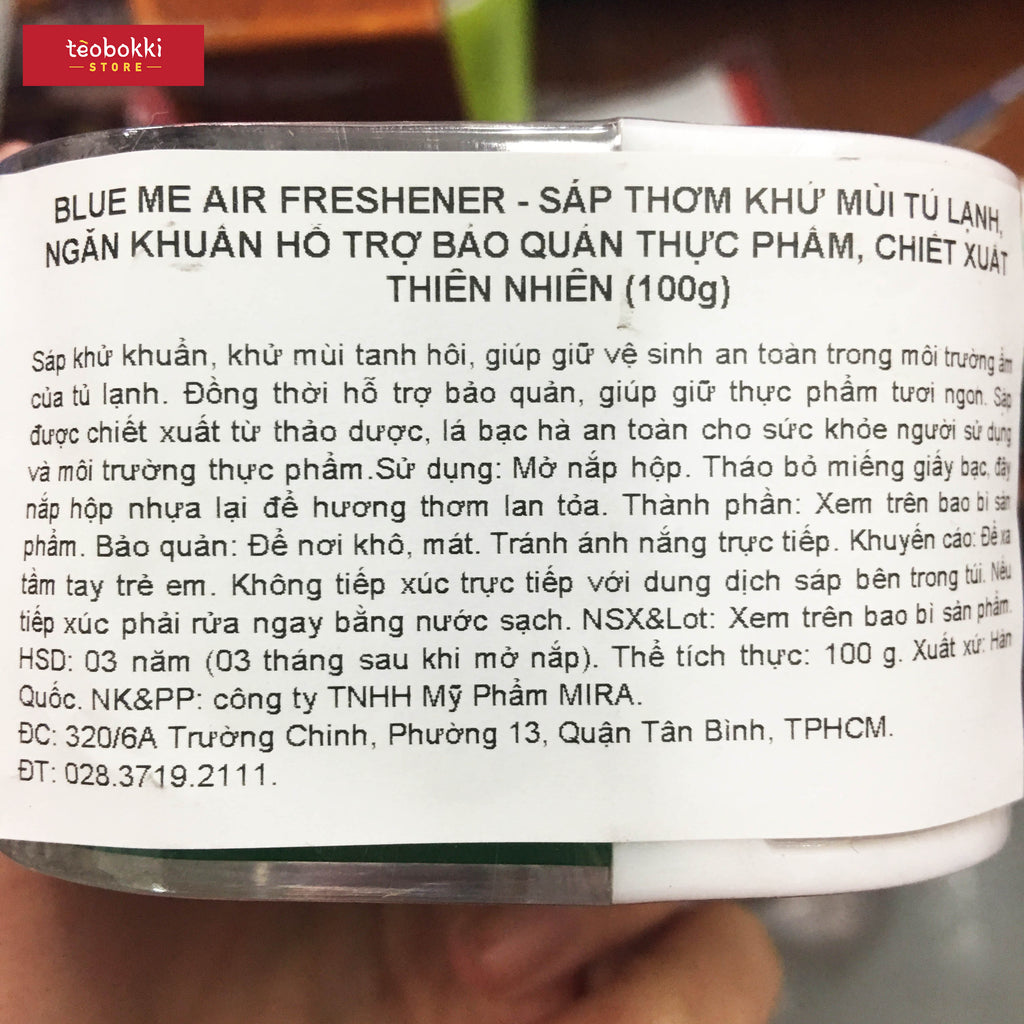 tèobokki
STORE
BLUE ME AIR FRESHENER - SÁP THƠM KHỬ MÙI TỦ LẠNH,
NGĂN KHUẨN HỖ TRỢ BẢO QUẢN THỰC PHẨM, CHIẾT XUẤT
THIÊN NHIÊN (100g)
Sáp khử khuẩn, khử mùi tanh hôi, giúp giữ vệ sinh an toàn trong môi trường ẩm
của tủ lạnh. Đồng thời hỗ trợ bảo quản, giúp giữ thực phẩm tươi ngon. Sáp
được chiết xuất từ thảo dược, lá bạc hà an toàn cho sức khỏe người sử dụng
và môi trường thực phẩm.Sử dụng: Mở nắp hộp. Tháo bỏ miếng giấy bạc, đậy
nắp hộp nhựa lại để hương thơm lan tỏa. Thành phần: Xem trên bao bì sản
phẩm. Bảo quản: Để nơi khô, mát. Tránh ánh nắng trực tiếp. Khuyến cáo: Để xa
tầm tay trẻ em. Không tiếp xúc trực tiếp với dung dịch sáp bên trong túi. Nếu
tiếp xúc phải rửa ngay bằng nước sạch. NSX&Lot: Xem trên bao bì sản phẩm.
HSD: 03 năm (03 tháng sau khi mở nắp). Thể tích thực: 100 g. Xuất xứ: Hàn
Quốc. NK&PP: công ty TNHH Mỹ Phẩm MIRA.
ĐC: 320/6A Trường Chinh, Phường 13, Quận Tân Bình, TPHCM.
ĐT: 028.3719.2111.